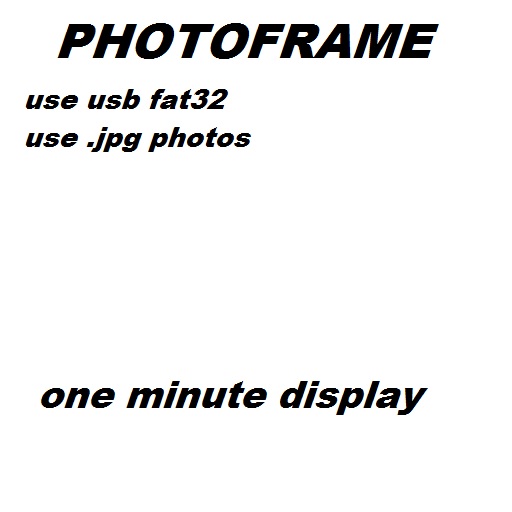 PHOTOFRAME
use usb fat32
use .jpg photos
one minute display